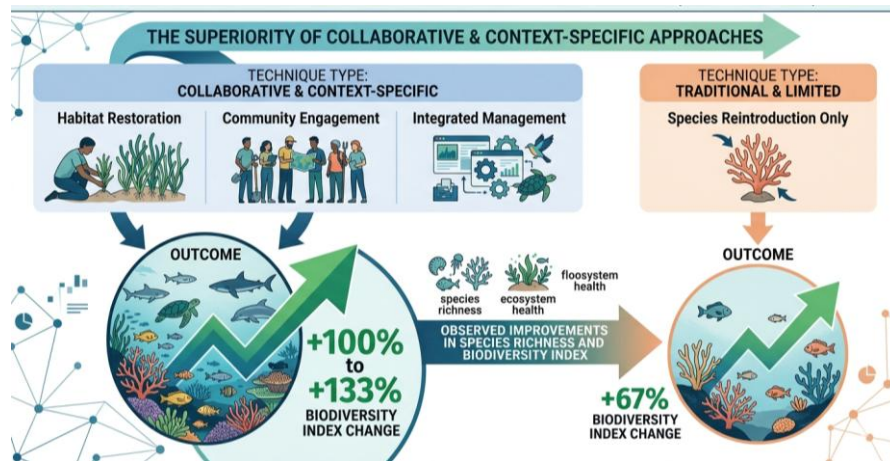 THE SUPERIORITY OF COLLABORATIVE & CONTEXT-SPECIFIC APPROACHES
TECHNIQUE TYPE:
COLLABORATIVE & CONTEXT-SPECIFIC
Habitat Restoration
Community Engagement
Integrated Management
TECHNIQUE TYPE:
TRADITIONAL & LIMITED
Species Reintroduction Only
OUTCOME
+100%
to
+133%
BIODIVERSITY
INDEX CHANGE
species
richness
ecosystem
health
floosystem
health
OBSERVED IMPROVEMENTS
IN SPECIES RICHNESS AND
BIODIVERSITY INDEX
OUTCOME
+67%
BIODIVERSITY
INDEX CHANGE